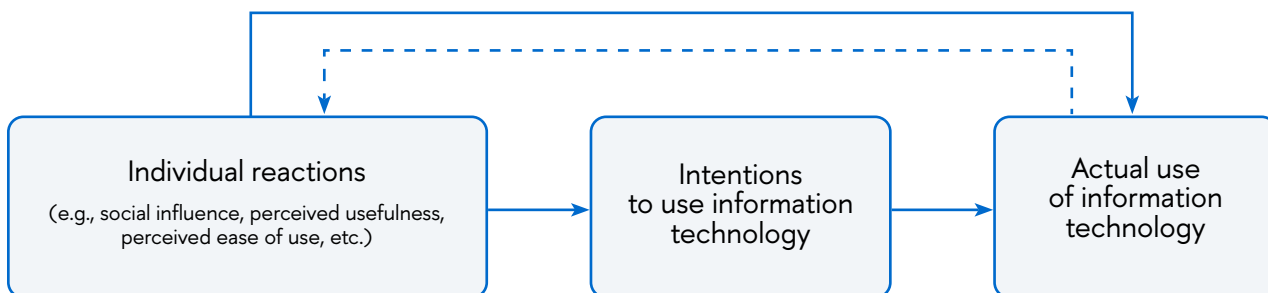 Individual reactions
(e.g., social influence, perceived usefulness,
perceived ease of use, etc.)
Intentions
to use information
technology
Actual use
of information
technology